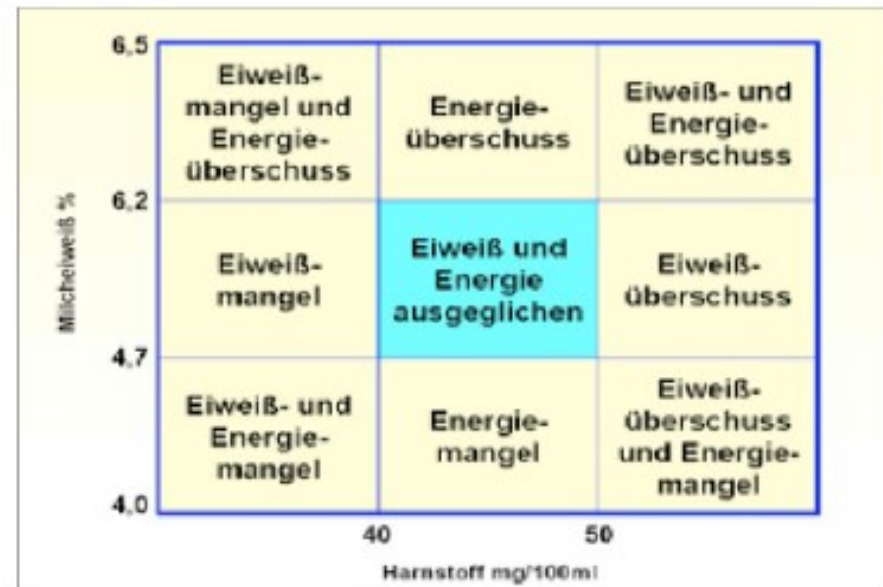 6,5
Eiweiß-
mangel und
Energie-
überschuss
Energie-
überschuss
Eiweiß- und
Energie-
überschuss
6,2
Milcheiweiß %
Eiweiß-
mangel
Eiweiß und
Energie
ausgeglichen
Eiweiß-
überschuss
4,7
Eiweiß- und
Energie-
mangel
Energie-
mangel
Eiweiß-
überschuss
und Energie-
mangel
4,0
40
50
Harnstoff mg/100ml